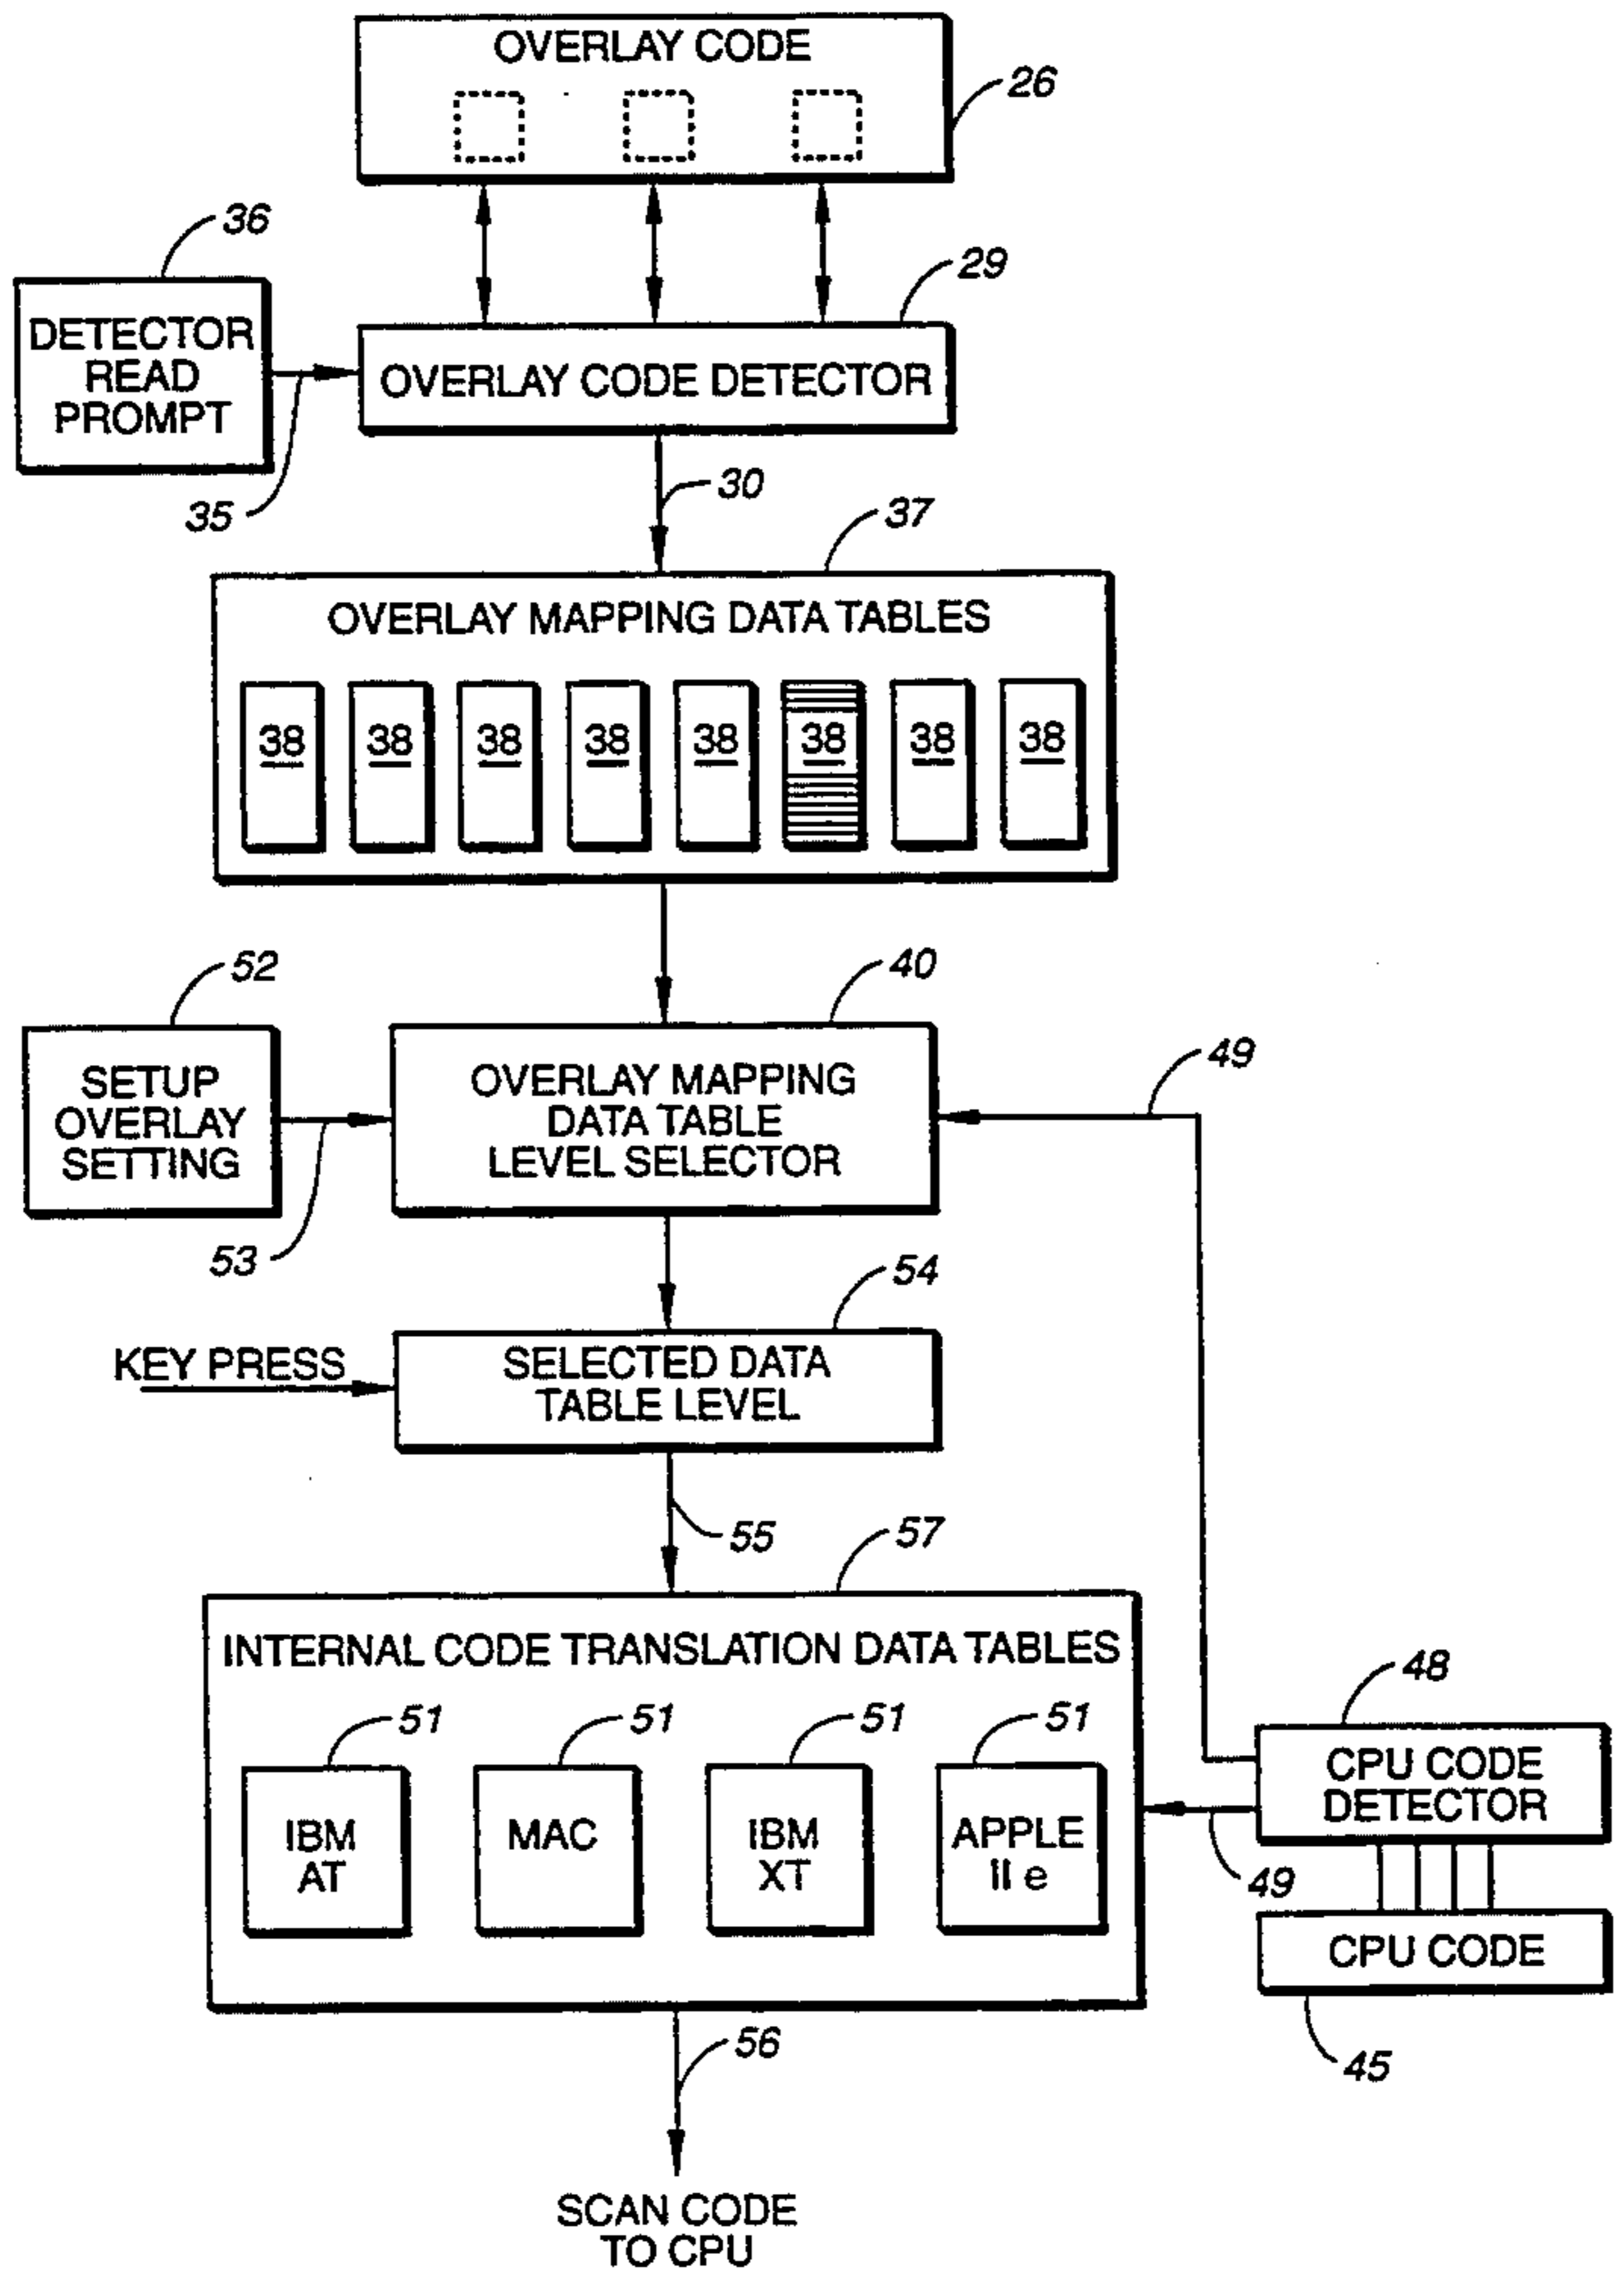 OVERLAY CODE
26
36
29
DETECTOR
READ
PROMPT
OVERLAY CODE DETECTOR
35
30
37
OVERLAY MAPPING DATA TABLES
38 38 38 38 38 38 38 38
52
40
49
SETUP
OVERLAY
SETTING
OVERLAY MAPPING
DATA TABLE
LEVEL SELECTOR
53
54
KEY PRESS
SELECTED DATA
TABLE LEVEL
55
57
INTERNAL CODE TRANSLATION DATA TABLES
48
51 51 51 51
IBM
AT
MAC
IBM
XT
APPLE
II e
CPU CODE
DETECTOR
49
CPU CODE
45
56
SCAN CODE
TO CPU